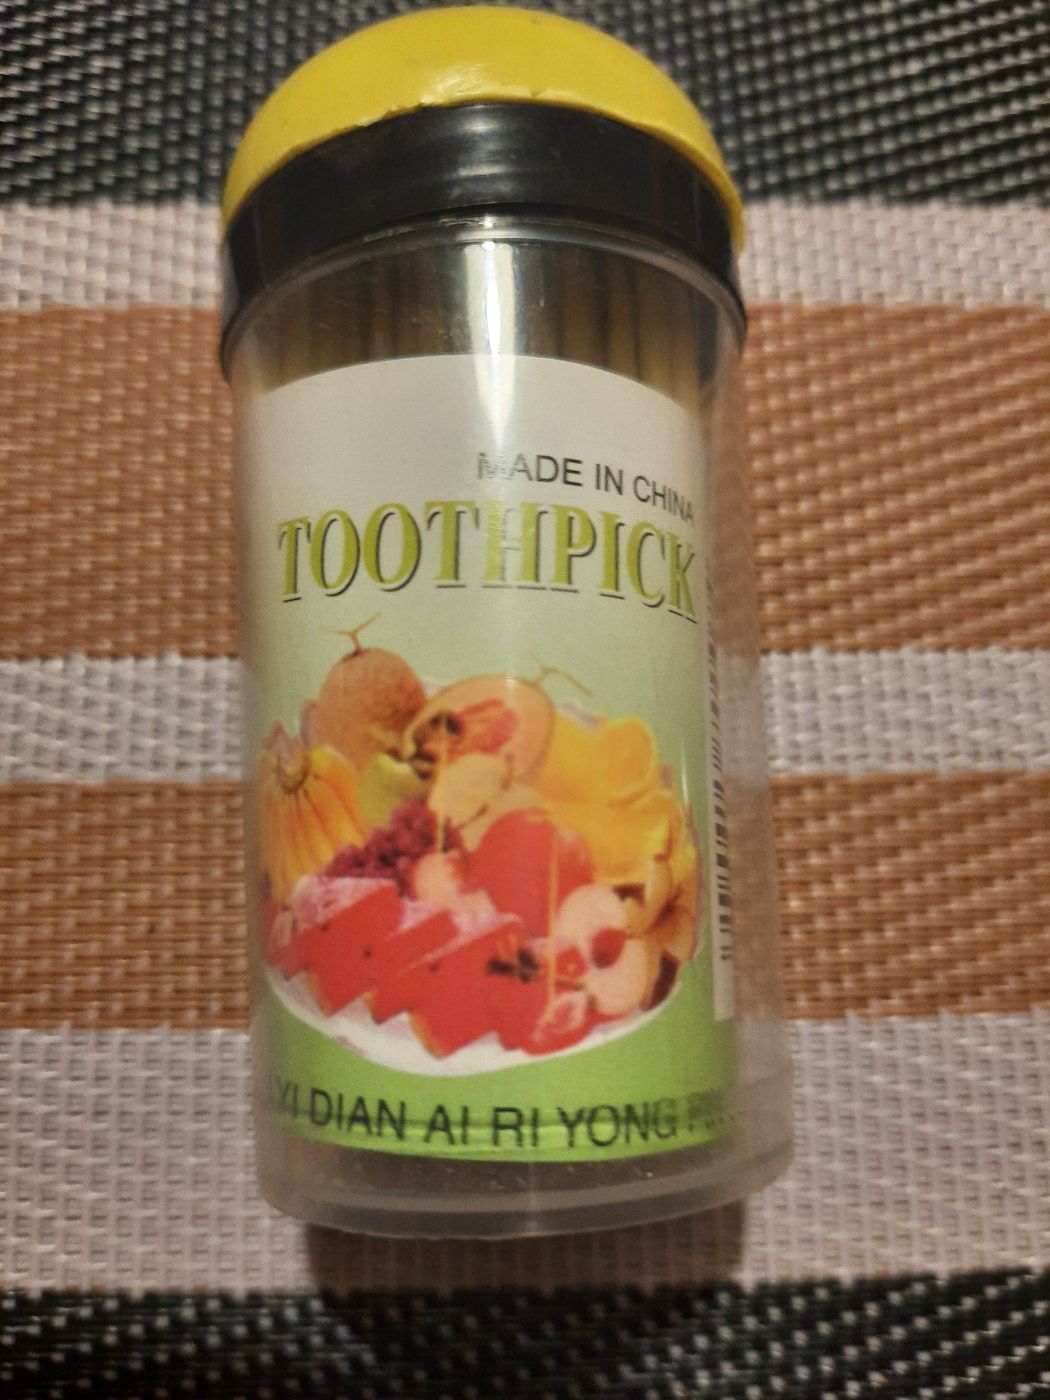 MADE IN CHINA
TOOTHPICK
YI DIAN AI RI YONG